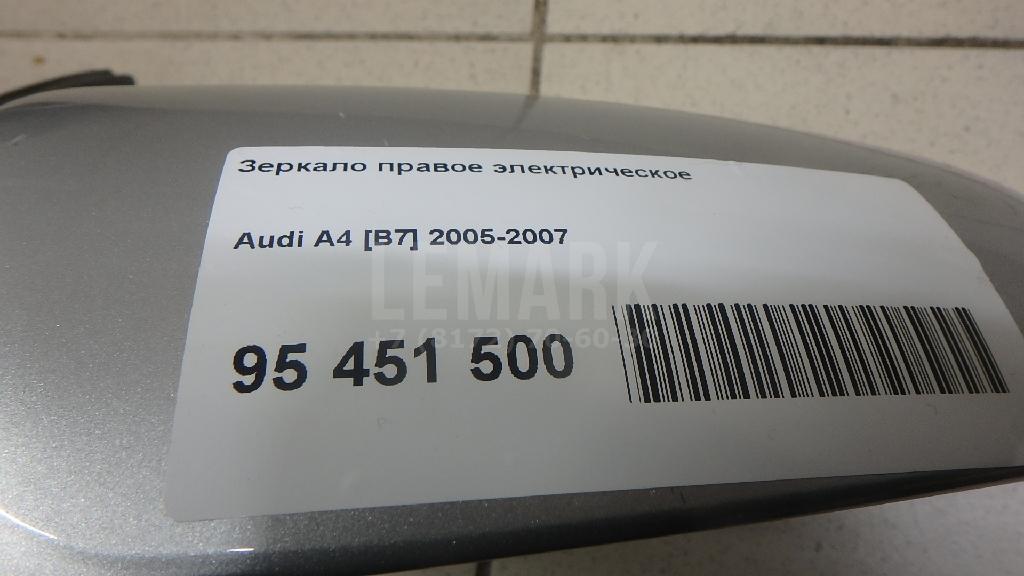 Зеркало правое электрическое
Audi A4 [B7] 2005-2007
LEMARK
95 451 500